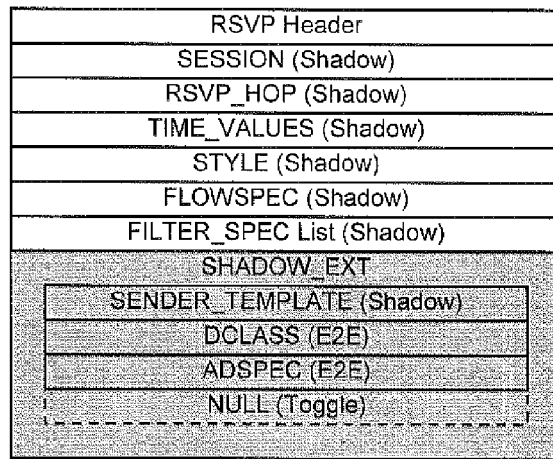 RSVP Header
SESSION (Shadow)
RSVP_HOP (Shadow)
TIME_VALUES (Shadow)
STYLE (Shadow)
FLOWSPEC (Shadow)
FILTER_SPEC List (Shadow)
SHADOW_EXT
SENDER_TEMPLATE (Shadow)
DCLASS (E2E)
ADSPEC (E2E)
NULL (Toggle)